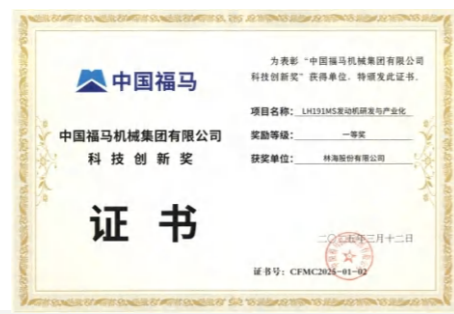 中国福马
中国福马机械集团有限公司
科技创新奖
证书
为表彰“中国福马机械集团有限公司
科技创新奖”获得单位，特颁发此证书。
项目名称： LH191MS发动机研发与产业化
奖励等级： 一等奖
获奖单位： 林海股份有限公司
二〇二五年三月十二日
证书号：CFMC2025-01-02